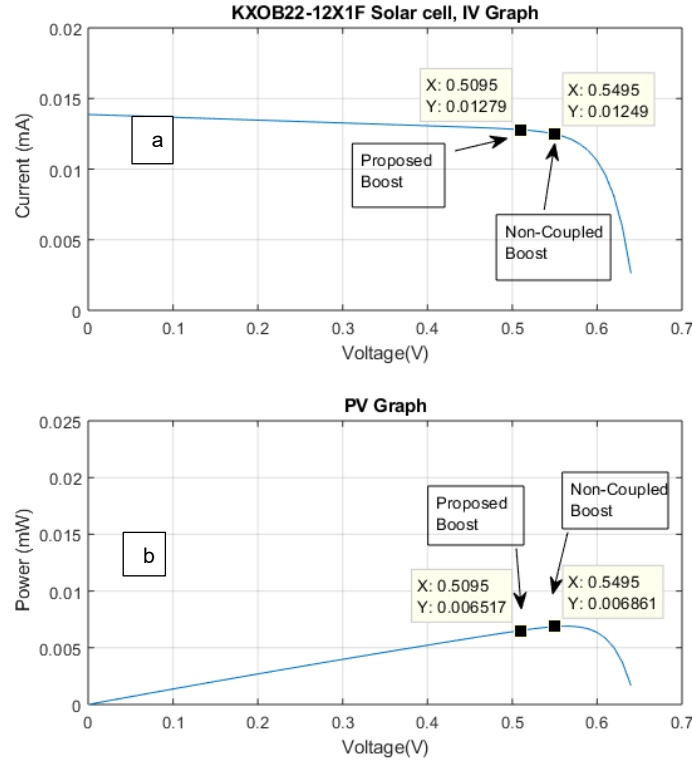 KXOB22-12X1F Solar cell, IV Graph
0.02
0.015
0.01
0.005
0
Current (mA)
a
X: 0.5095
Y: 0.01279
X: 0.5495
Y: 0.01249
Proposed
Boost
Non-Coupled
Boost
0 0.1 0.2 0.3 0.4 0.5 0.6 0.7
Voltage(V)
PV Graph
0.025
0.02
0.015
0.01
0.005
0
Power (mW)
b
Proposed
Boost
Non-Coupled
Boost
X: 0.5095
Y: 0.006517
X: 0.5495
Y: 0.006861
0 0.1 0.2 0.3 0.4 0.5 0.6 0.7
Voltage(V)